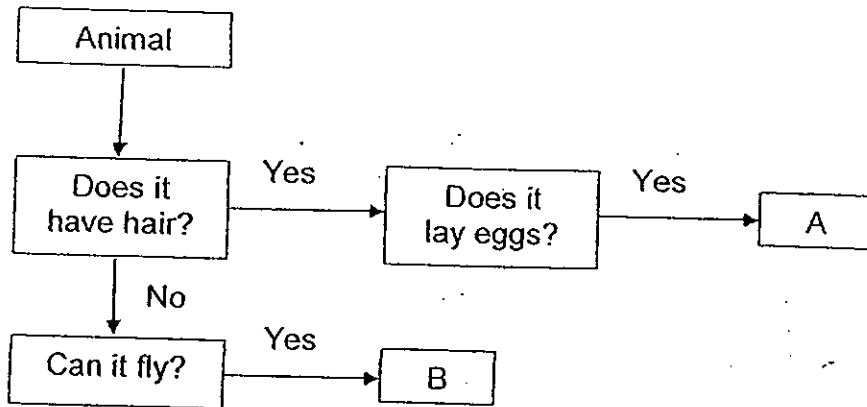 Animal
Does it
have hair?
Yes
Does it
lay eggs?
Yes
A
No
Can it fly?
Yes
B